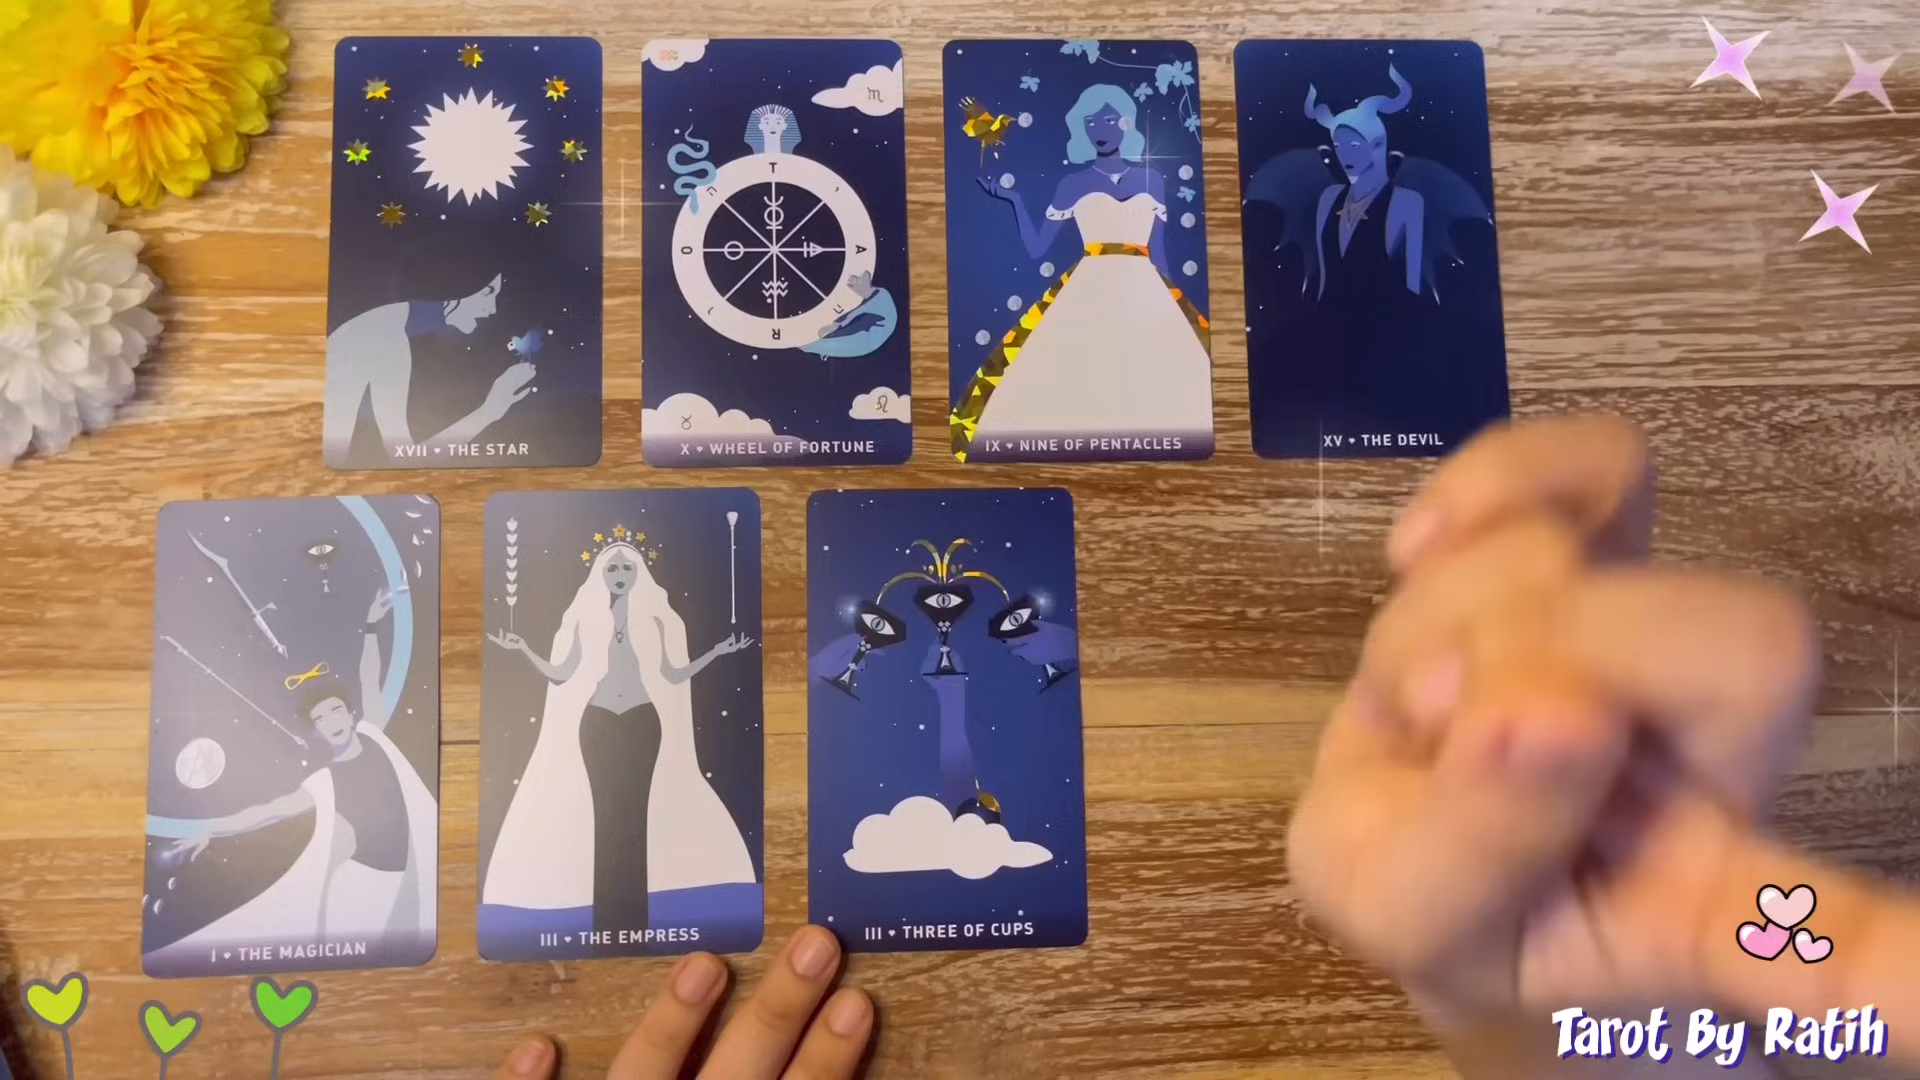 XVII ♥ THE STAR
X ♥ WHEEL OF FORTUNE
IX ♥ NINE OF PENTACLES
XV ♥ THE DEVIL
T
A
R
O
I ♥ THE MAGICIAN
III ♥ THE EMPRESS
III ♥ THREE OF CUPS
Tarot By Ratih